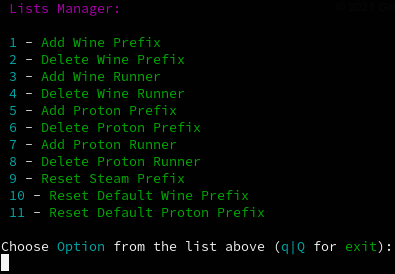 Lists Manager:
1 - Add Wine Prefix
2 - Delete Wine Prefix
3 - Add Wine Runner
4 - Delete Wine Runner
5 - Add Proton Prefix
6 - Delete Proton Prefix
7 - Add Proton Runner
8 - Delete Proton Runner
9 - Reset Steam Prefix
10 - Reset Default Wine Prefix
11 - Reset Default Proton Prefix
Choose Option from the list above (q|Q for exit):